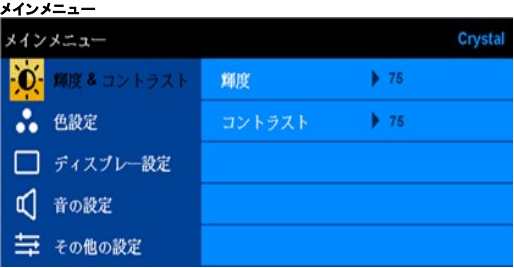 メインメニュー
メインメニュー Crystal
輝度 & コントラスト 輝度 75
色設定 コントラスト 75
ディスプレー設定
音の設定
その他の設定